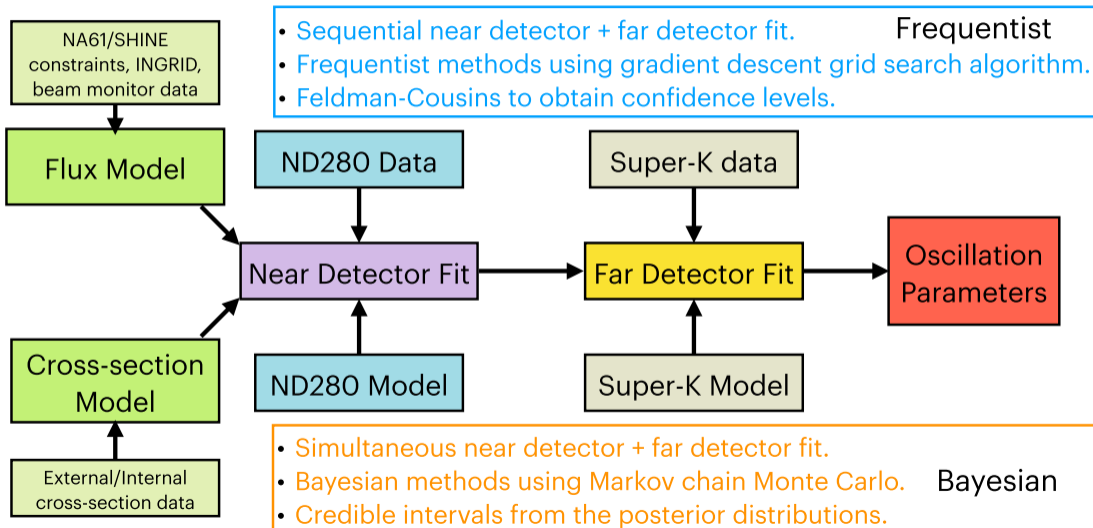 NA61/SHINE
constraints, INGRID,
beam monitor data
• Sequential near detector + far detector fit.
Frequentist
• Frequentist methods using gradient descent grid search algorithm.
• Feldman-Cousins to obtain confidence levels.
Flux Model
ND280 Data
Super-K data
Near Detector Fit
Far Detector Fit
Oscillation
Parameters
Cross-section
Model
ND280 Model
Super-K Model
External/Internal
cross-section data
• Simultaneous near detector + far detector fit.
• Bayesian methods using Markov chain Monte Carlo.
Bayesian
• Credible intervals from the posterior distributions.